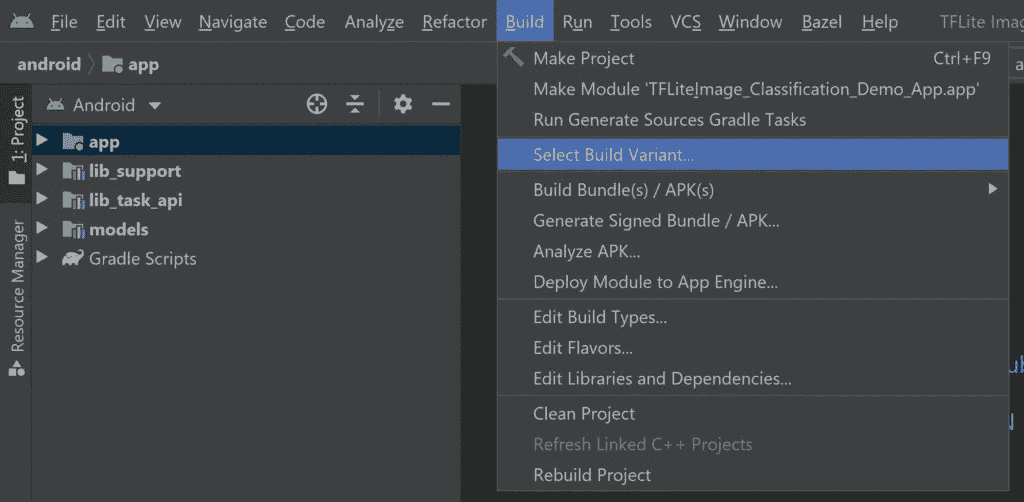 File Edit View Navigate Code Analyze Refactor Build Run Tools VCS Window Bazel Help TFLite Imag
android app
Android
1: Project
app
lib_support
lib_task_api
models
Gradle Scripts
Resource Manager
Make Project Ctrl+F9
Make Module 'TFLiteImage_Classification_Demo_App.app'
Run Generate Sources Gradle Tasks
Select Build Variant...
Build Bundle(s) / APK(s)
Generate Signed Bundle / APK...
Analyze APK...
Deploy Module to App Engine...
Edit Build Types...
Edit Flavors...
Edit Libraries and Dependencies...
Clean Project
Refresh Linked C++ Projects
Rebuild Project